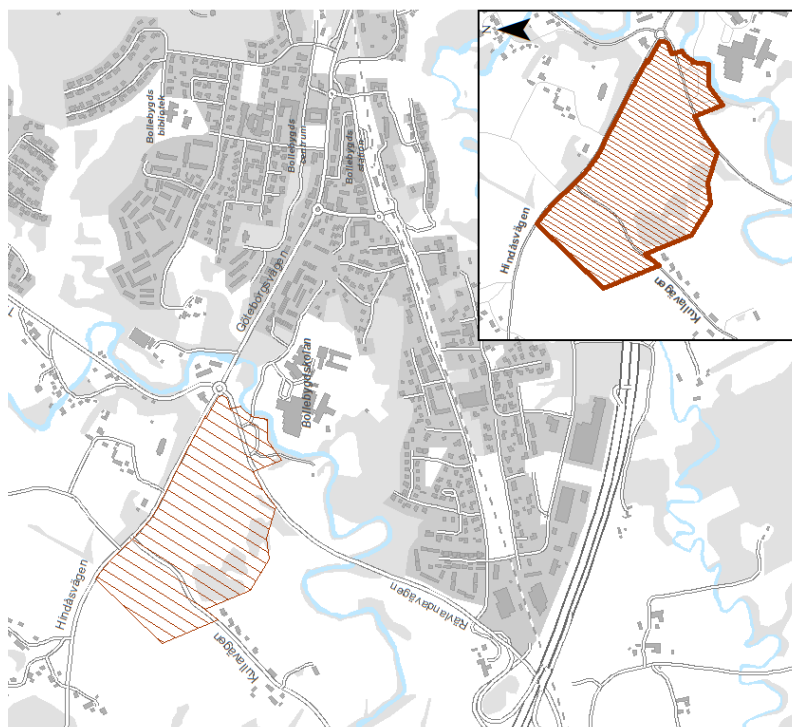 N
Hindåsvägen
Kullavägen
Bollebygds
bibliotek
Bollebygds
centrum
Bollebygds
station
Göteborgsvägen
Bollebygdskolan
Hindåsvägen
Kullavägen
Rävlandavägen